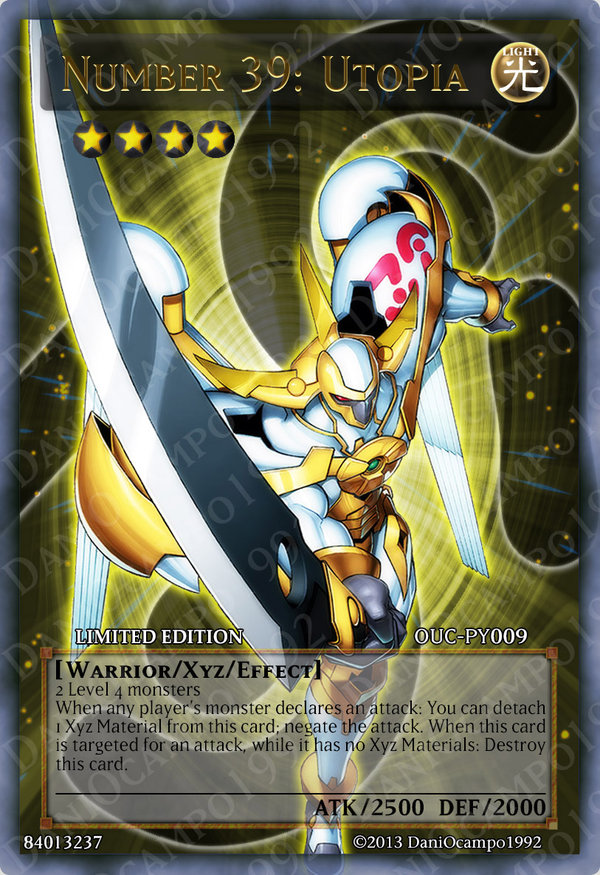 Number 39: Utopia
LIGHT
光
LIMITED EDITION
OUC-PY009
[Warrior/Xyz/Effect]
2 Level 4 monsters
When any player's monster declares an attack: You can detach
1 Xyz Material from this card; negate the attack. When this card
is targeted for an attack, while it has no Xyz Materials: Destroy
this card.
ATK/2500 DEF/2000
84013237
©2013 DaniOcampo1992
DaniOcampo1992